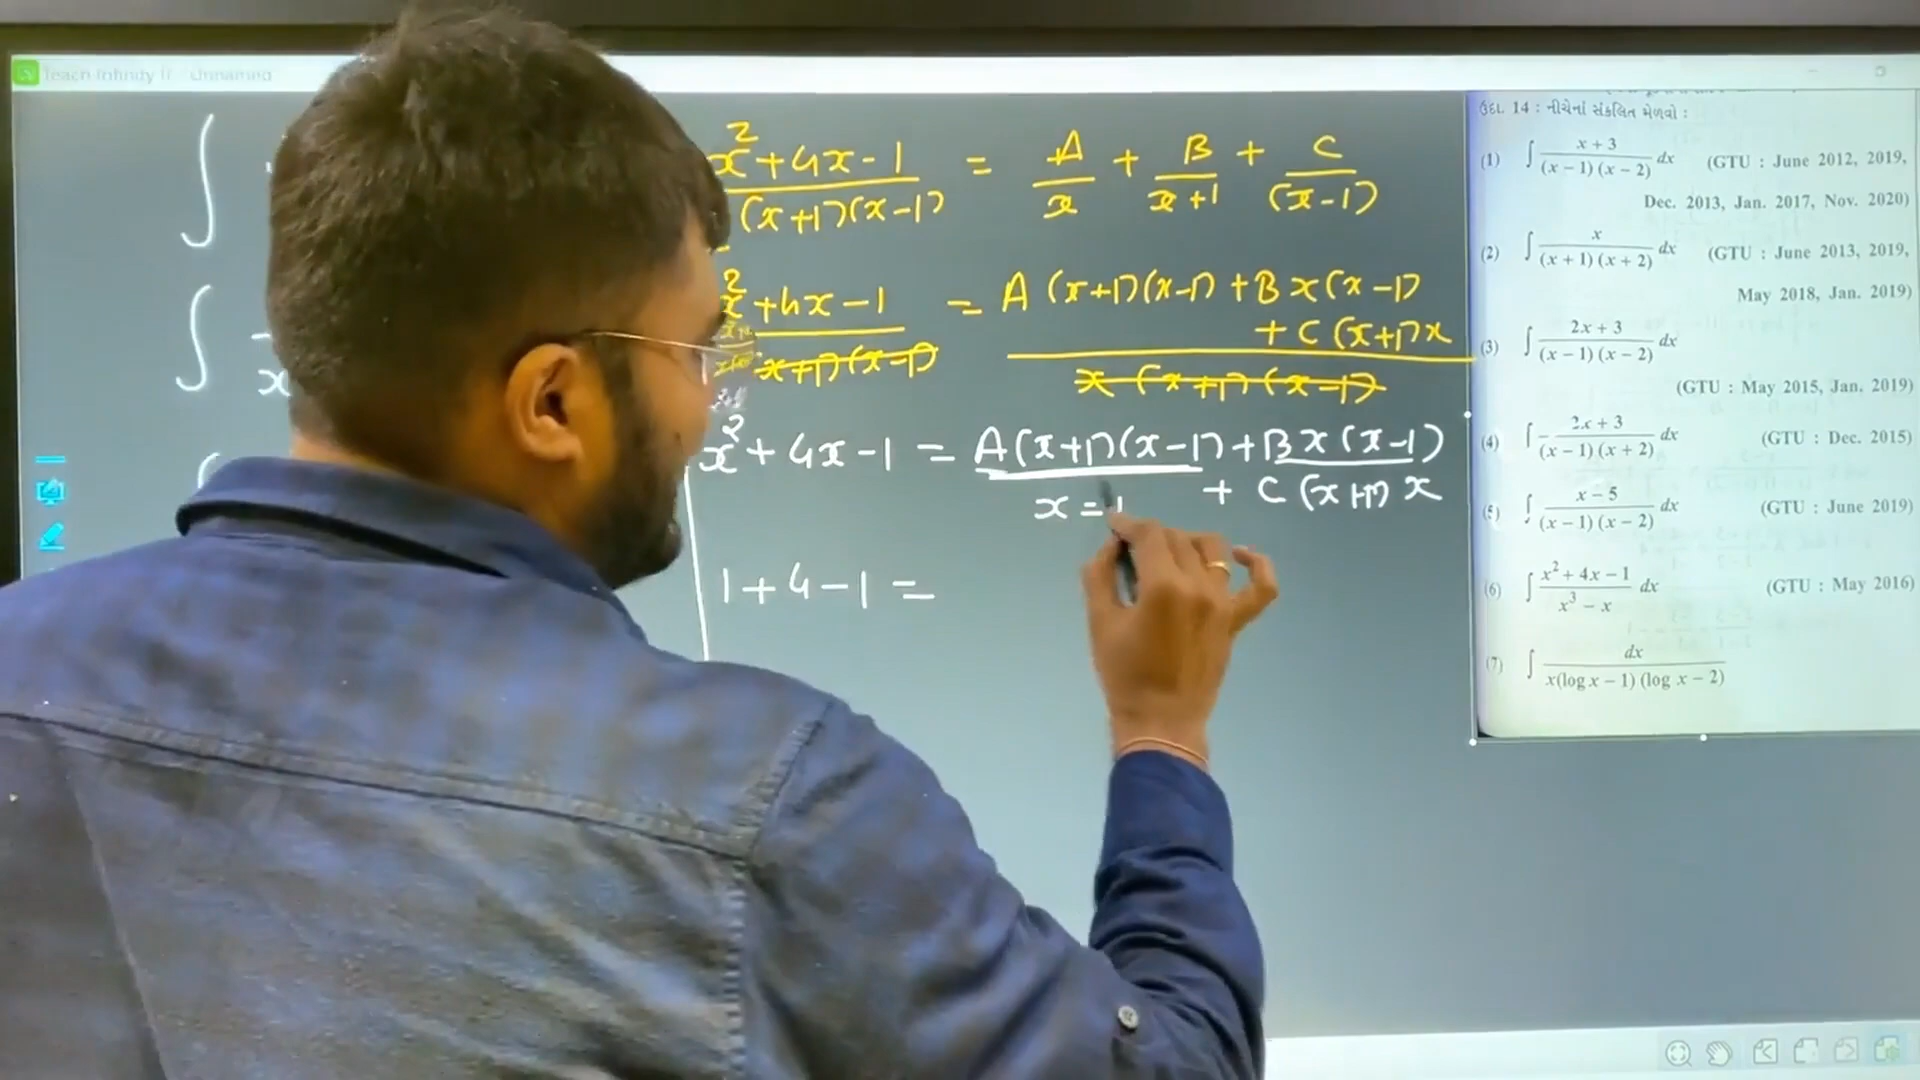 Teach Infinity Unnamed
∫
x² + 4x - 1 / (x+1)(x-1) = A/x + B/x+1 + C/(x-1)
∫ x
x² + 4x - 1 / x+1)(x-1) = A (x+1)(x-1) + B x (x-1) + C (x+1) x / x (x+1)(x-1)
x² + 4x - 1 = A(x+1)(x-1) + B x (x-1)
+ C (x+1) x
x = 1
1 + 4 - 1 =
ઉદા. 14 : નીચેનાં સંકલિત મેળવો :
(1) ∫ x + 3 / (x - 1) (x - 2) dx (GTU : June 2012, 2019,
Dec. 2013, Jan. 2017, Nov. 2020)
(2) ∫ x / (x + 1) (x + 2) dx (GTU : June 2013, 2019,
May 2018, Jan. 2019)
(3) ∫ 2x + 3 / (x - 1) (x - 2) dx
(GTU : May 2015, Jan. 2019)
(4) ∫ 2x + 3 / (x - 1) (x + 2) dx (GTU : Dec. 2015)
(5) ∫ x - 5 / (x - 1) (x - 2) dx (GTU : June 2019)
(6) ∫ x² + 4x - 1 / x³ - x dx (GTU : May 2016)
(7) ∫ dx / x(log x - 1) (log x - 2)